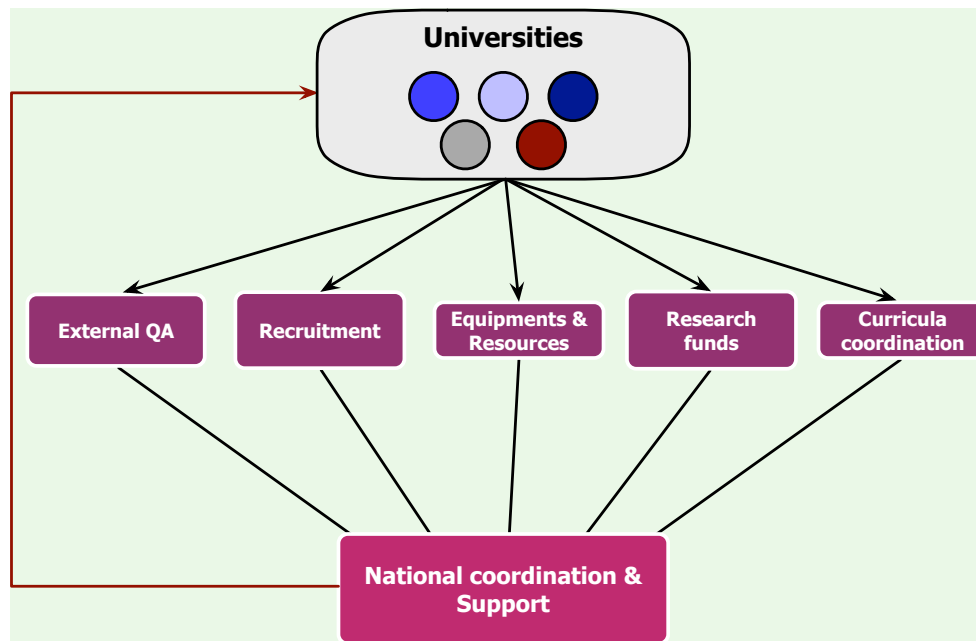 Universities
External QA
Recruitment
Equipments &
Resources
Research
funds
Curricula
coordination
National coordination &
Support